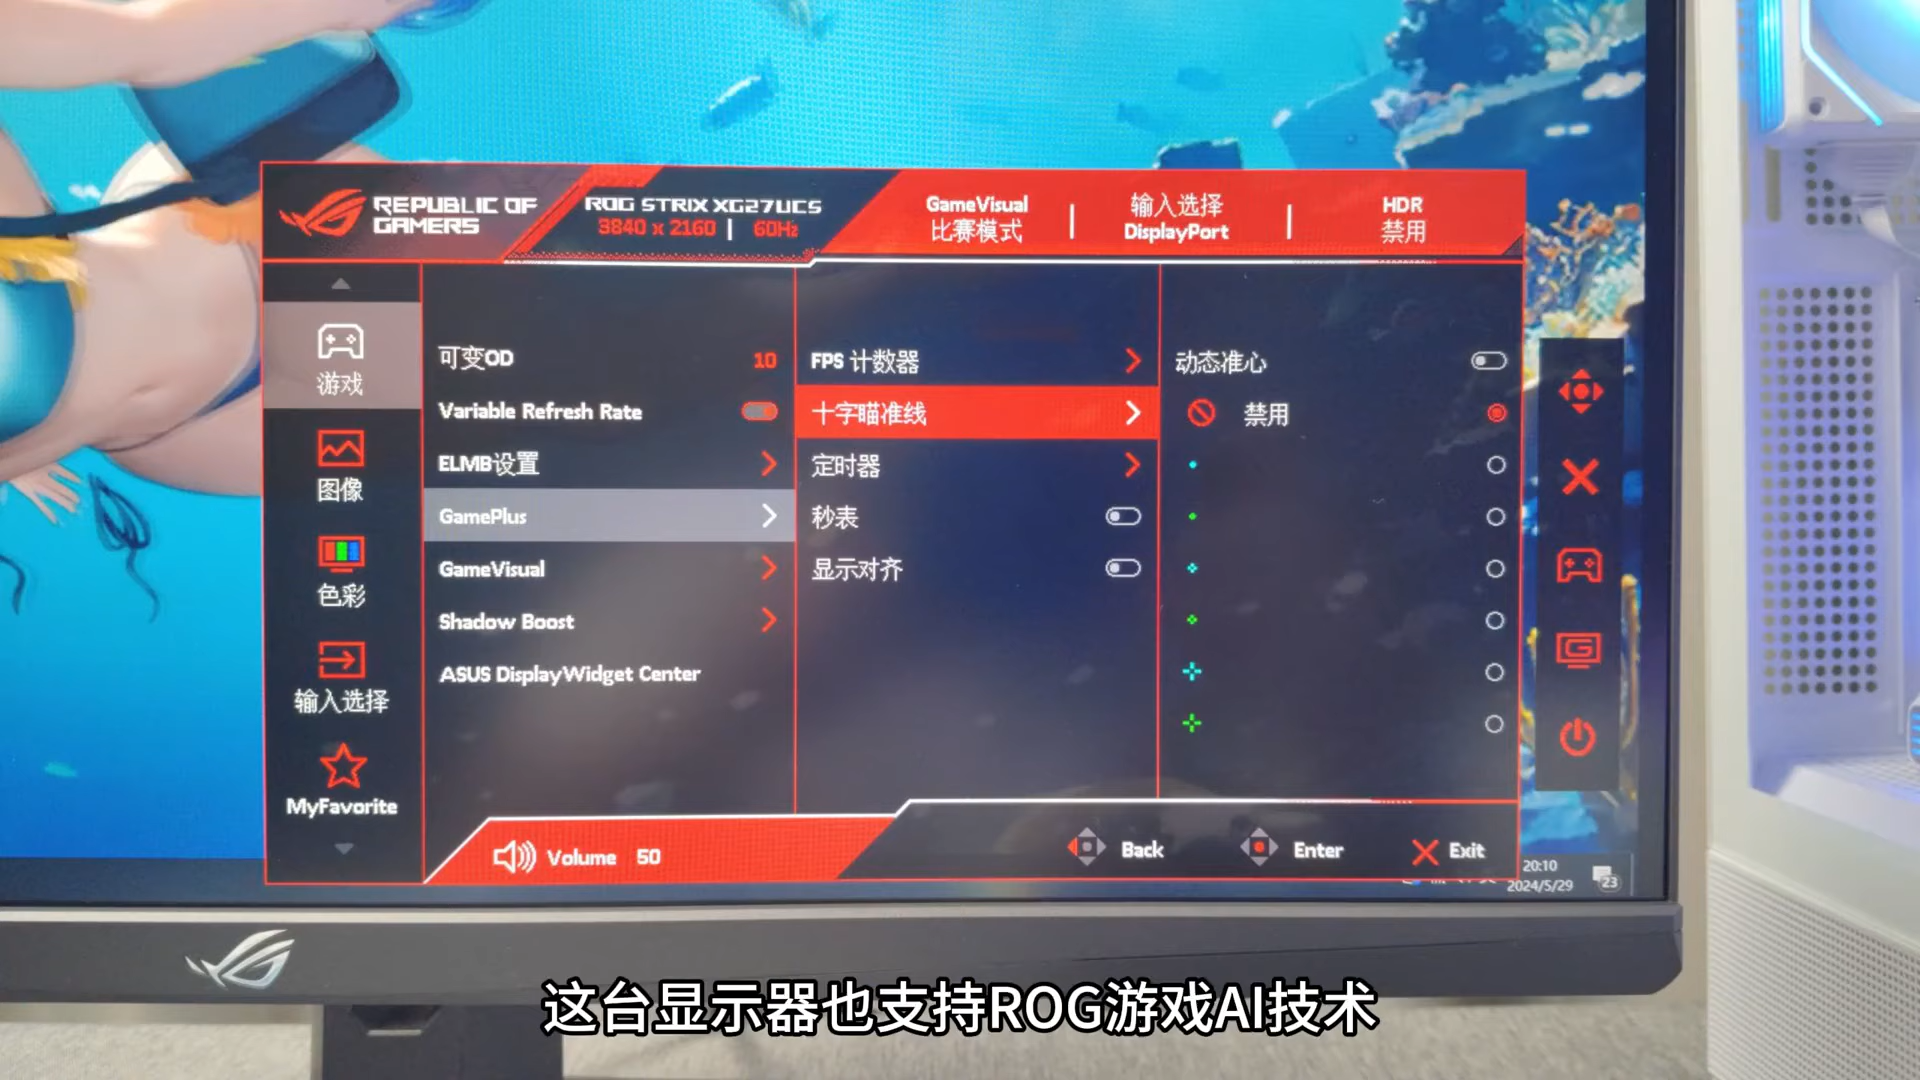 REPUBLIC OF
GAMERS
ROG STRIX XG27UCS
3840 x 2160 | 60Hz
GameVisual
比赛模式
输入选择
DisplayPort
HDR
禁用
游戏
图像
色彩
输入选择
MyFavorite
可变OD 10
Variable Refresh Rate
ELMB设置
GamePlus
GameVisual
Shadow Boost
ASUS DisplayWidget Center
FPS 计数器
十字瞄准线
定时器
秒表
显示对齐
动态准心
禁用
Volume 50
Back
Enter
Exit
20:10
2024/5/29
23
这台显示器也支持ROG游戏AI技术